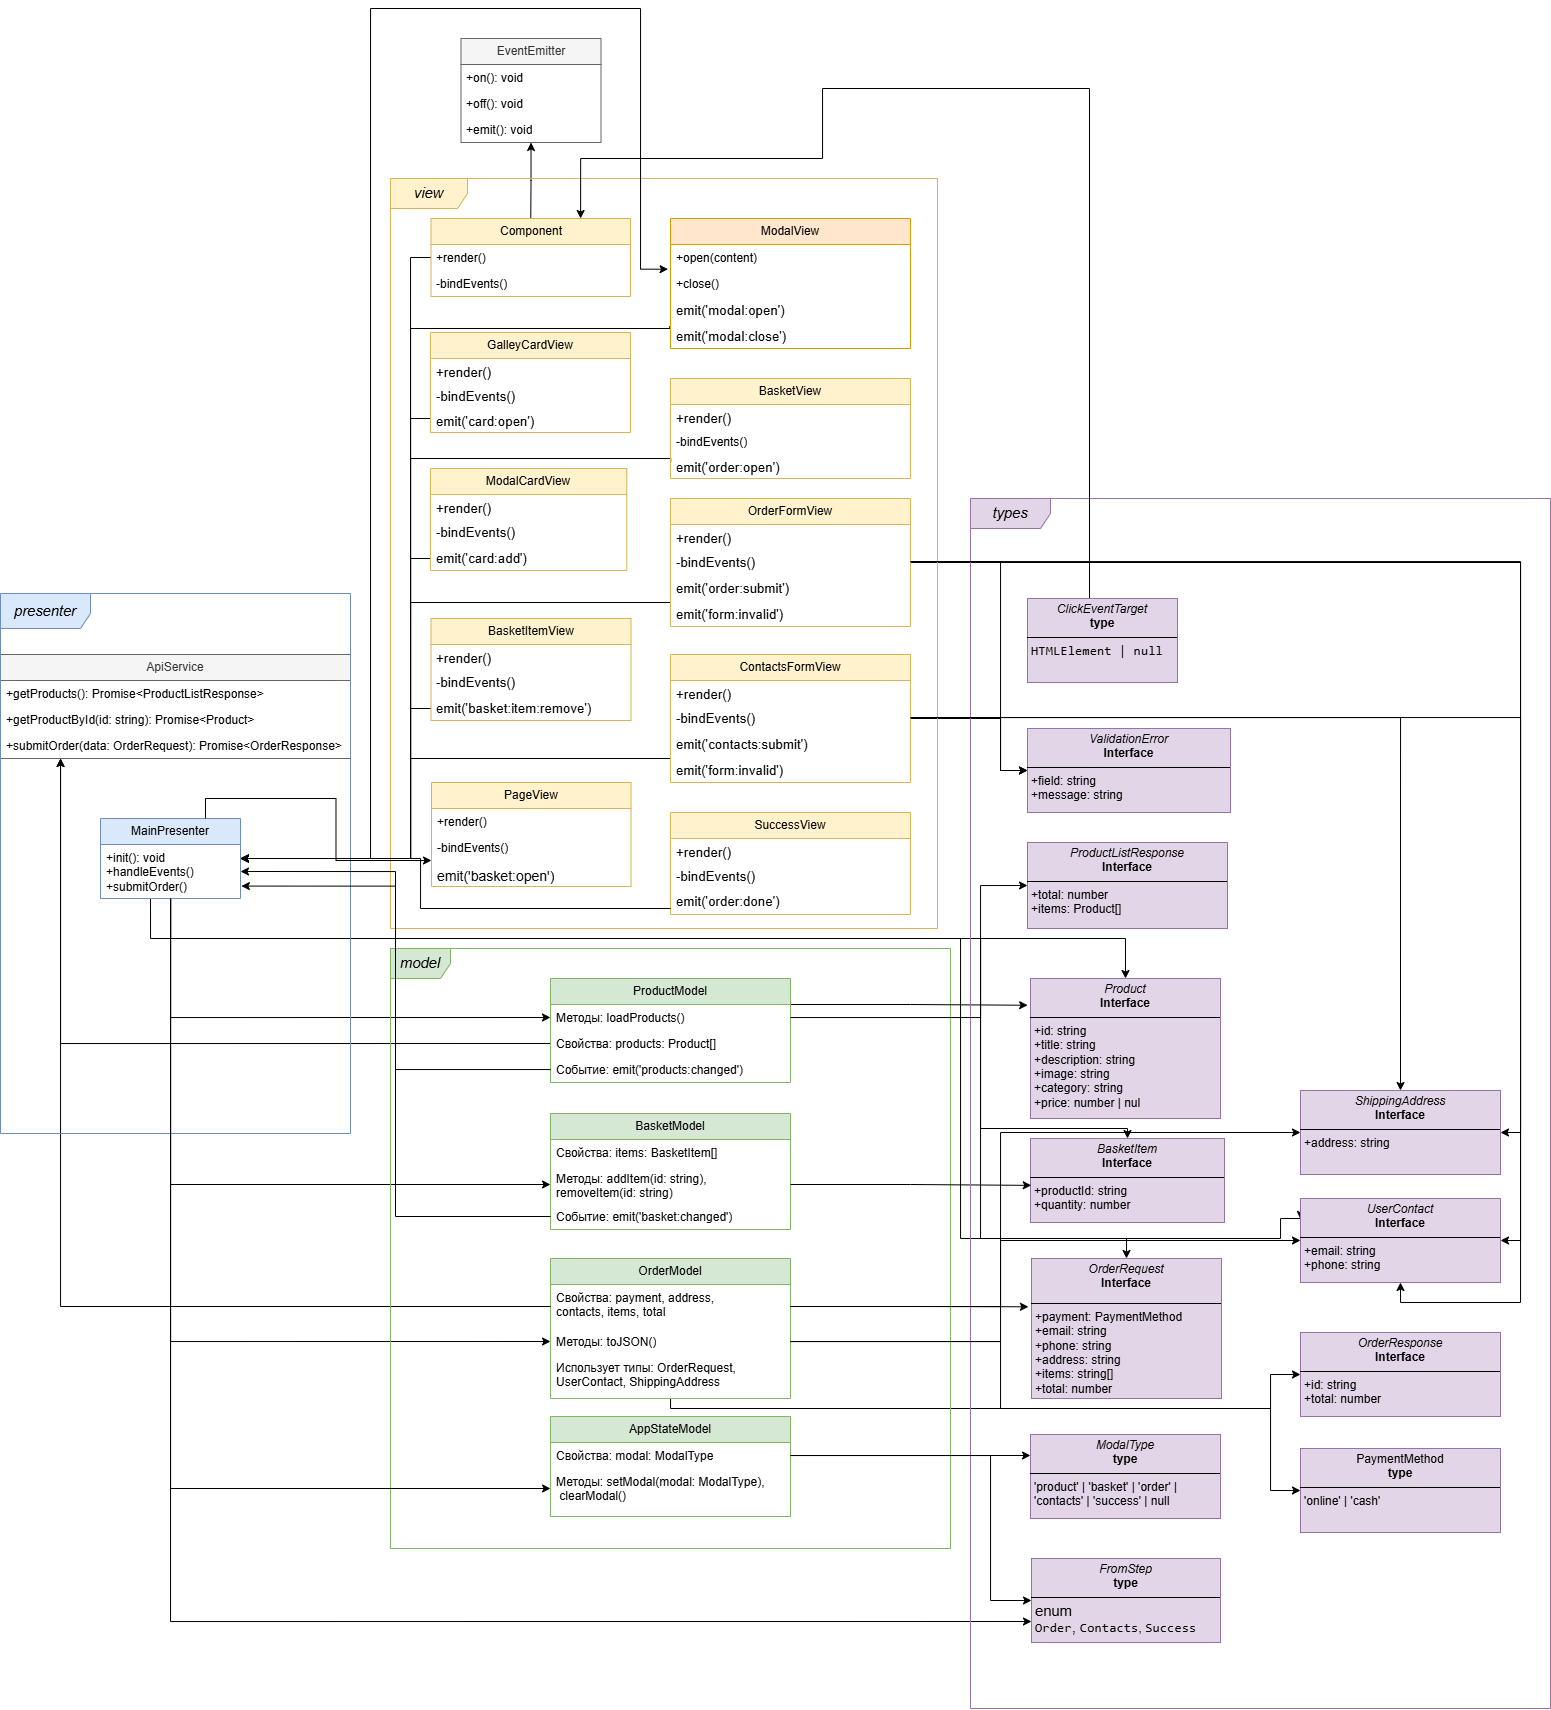 EventEmitter
+on(): void
+off(): void
+emit(): void
view
Component
+render()
-bindEvents()
ModalView
+open(content)
+close()
emit('modal:open')
emit('modal:close')
GalleyCardView
+render()
-bindEvents()
emit('card:open')
BasketView
+render()
-bindEvents()
emit('order:open')
ModalCardView
+render()
-bindEvents()
emit('card:add')
OrderFormView
+render()
-bindEvents()
emit('order:submit')
emit('form:invalid')
BasketItemView
+render()
-bindEvents()
emit('basket:item:remove')
ContactsFormView
+render()
-bindEvents()
emit('contacts:submit')
emit('form:invalid')
PageView
+render()
-bindEvents()
emit('basket:open')
SuccessView
+render()
-bindEvents()
emit('order:done')
presenter
ApiService
+getProducts(): Promise<ProductListResponse>
+getProductById(id: string): Promise<Product>
+submitOrder(data: OrderRequest): Promise<OrderResponse>
MainPresenter
+init(): void
+handleEvents()
+submitOrder()
model
ProductModel
Методы: loadProducts()
Свойства: products: Product[]
Событие: emit('products:changed')
BasketModel
Свойства: items: BasketItem[]
Методы: addItem(id: string),
removeItem(id: string)
Событие: emit('basket:changed')
OrderModel
Свойства: payment, address,
contacts, items, total
Методы: toJSON()
Использует типы: OrderRequest,
UserContact, ShippingAddress
AppStateModel
Свойства: modal: ModalType
Методы: setModal(modal: ModalType),
clearModal()
types
ClickEventTarget
type
HTMLElement | null
ValidationError
Interface
+field: string
+message: string
ProductListResponse
Interface
+total: number
+items: Product[]
Product
Interface
+id: string
+title: string
+description: string
+image: string
+category: string
+price: number | nul
ShippingAddress
Interface
+address: string
BasketItem
Interface
+productId: string
+quantity: number
UserContact
Interface
+email: string
+phone: string
OrderRequest
Interface
+payment: PaymentMethod
+email: string
+phone: string
+address: string
+items: string[]
+total: number
OrderResponse
Interface
+id: string
+total: number
ModalType
type
'product' | 'basket' | 'order' |
'contacts' | 'success' | null
PaymentMethod
type
'online' | 'cash'
FromStep
type
enum
Order, Contacts, Success